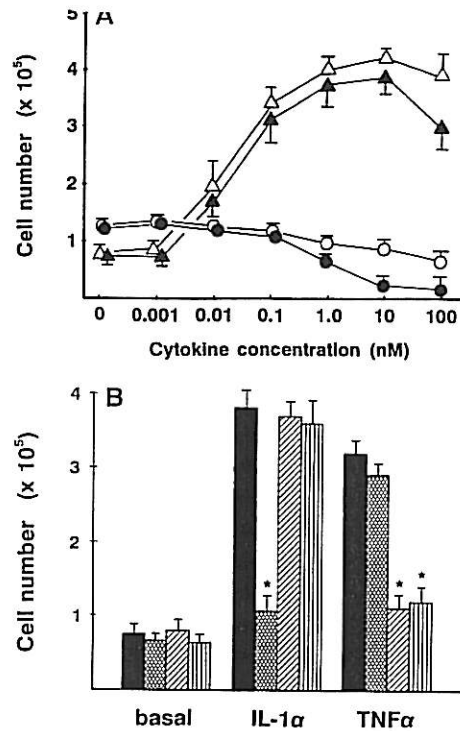 A
Cell number (x 10⁵)
5
4
3
2
1
0 0.001 0.01 0.1 1.0 10 100
Cytokine concentration (nM)
B
Cell number (x 10⁵)
4
3
2
1
*
* *
basal IL-1α TNFα